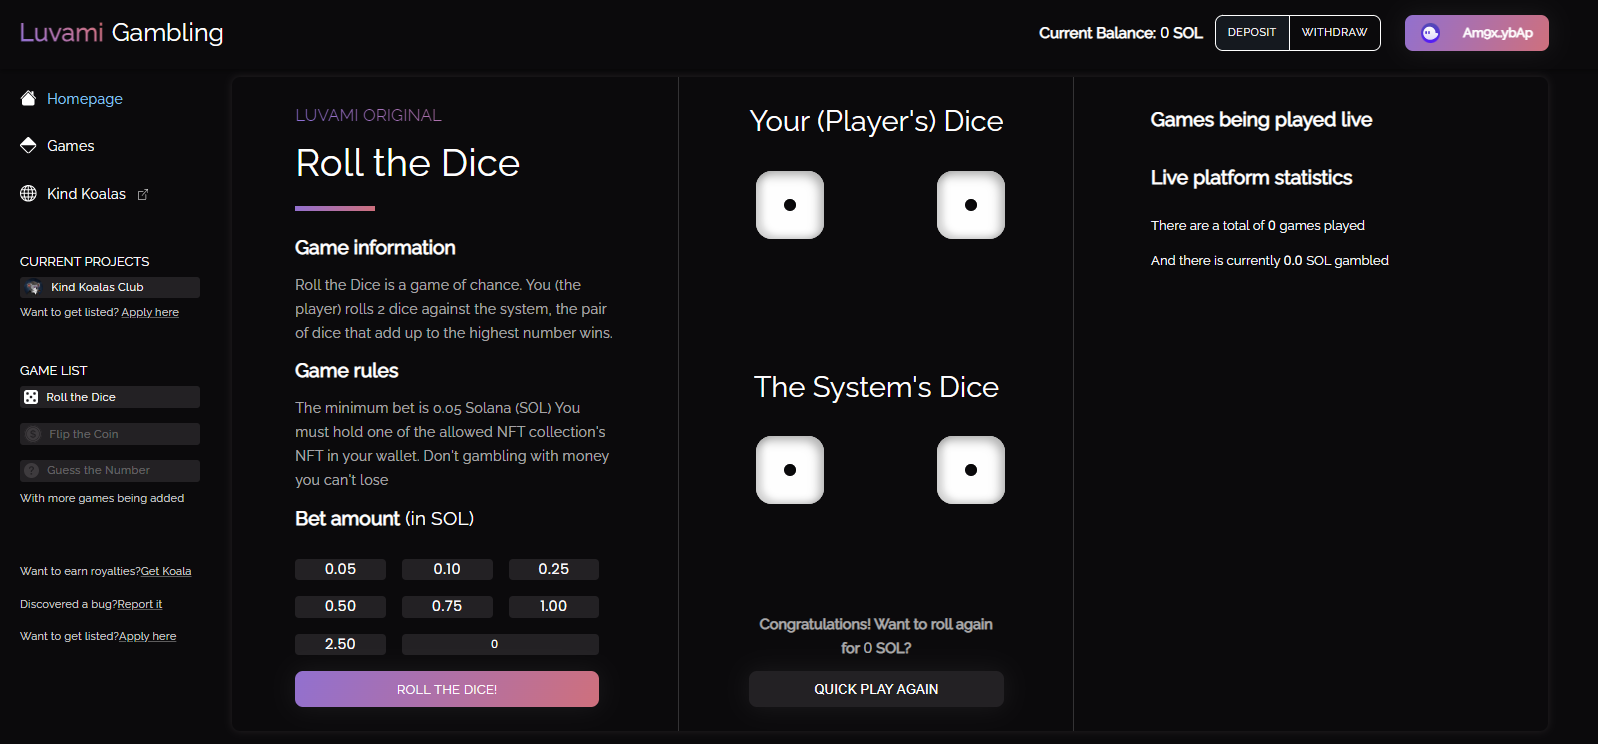 Luvami Gambling
Current Balance: 0 SOL
DEPOSIT
WITHDRAW
Am9x.ybAp
Homepage
Games
Kind Koalas
CURRENT PROJECTS
Kind Koalas Club
Want to get listed? Apply here
GAME LIST
Roll the Dice
Flip the Coin
Guess the Number
With more games being added
Want to earn royalties?Get Koala
Discovered a bug?Report it
Want to get listed?Apply here
LUVAMI ORIGINAL
Roll the Dice
Game information
Roll the Dice is a game of chance. You (the
player) rolls 2 dice against the system, the pair
of dice that add up to the highest number wins.
Game rules
The minimum bet is 0.05 Solana (SOL) You
must hold one of the allowed NFT collection's
NFT in your wallet. Don't gambling with money
you can't lose
Bet amount (in SOL)
0.05
0.10
0.25
0.50
0.75
1.00
2.50
0
ROLL THE DICE!
Your (Player's) Dice
The System's Dice
Congratulations! Want to roll again
for 0 SOL?
QUICK PLAY AGAIN
Games being played live
Live platform statistics
There are a total of 0 games played
And there is currently 0.0 SOL gambled